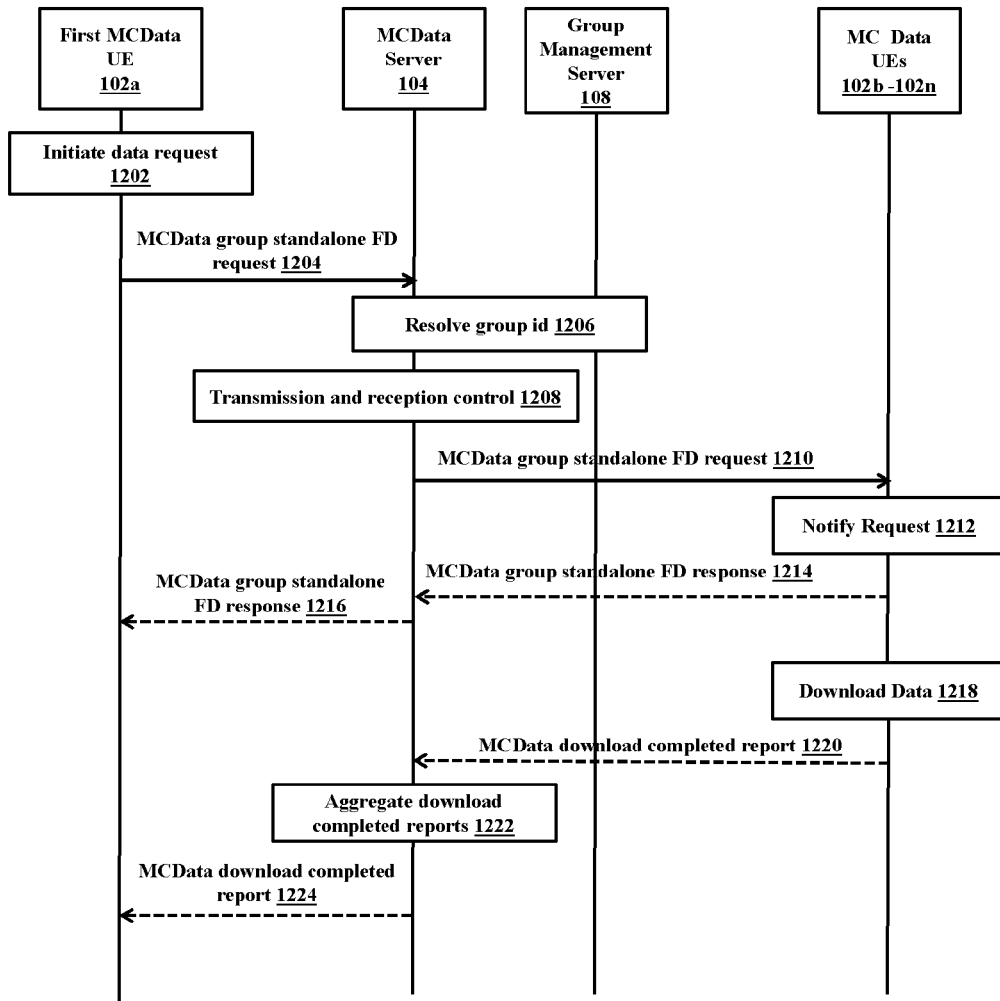 First MCData
UE
102a
MCData
Server
104
Group
Management
Server
108
MC Data
UEs
102b -102n
Initiate data request
1202
MCData group standalone FD
request 1204
Resolve group id 1206
Transmission and reception control 1208
MCData group standalone FD request 1210
Notify Request 1212
MCData group standalone FD response 1214
MCData group standalone
FD response 1216
Download Data 1218
MCData download completed report 1220
Aggregate download
completed reports 1222
MCData download completed
report 1224